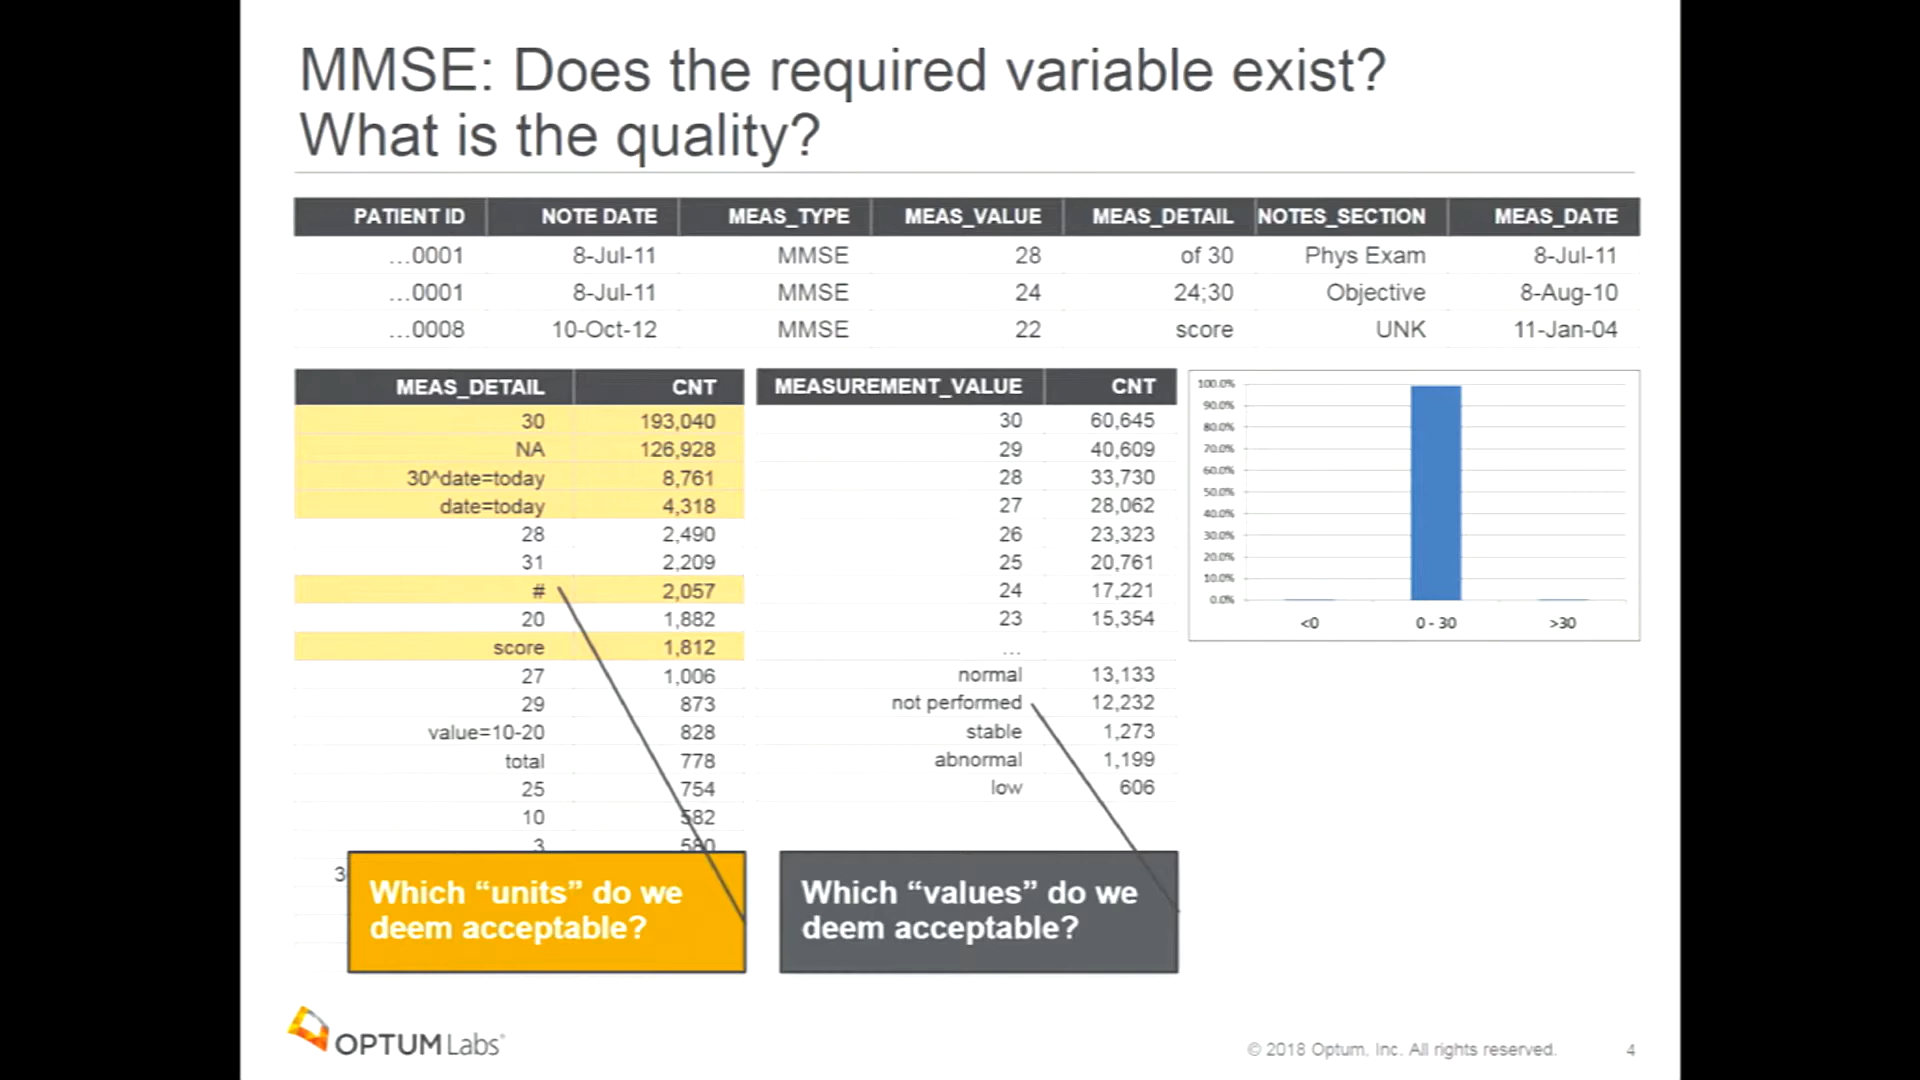 MMSE: Does the required variable exist?
What is the quality?
PATIENT ID NOTE DATE MEAS_TYPE MEAS_VALUE MEAS_DETAIL NOTES_SECTION MEAS_DATE
...0001 8-Jul-11 MMSE 28 of 30 Phys Exam 8-Jul-11
...0001 8-Jul-11 MMSE 24 24;30 Objective 8-Aug-10
...0008 10-Oct-12 MMSE 22 score UNK 11-Jan-04
MEAS_DETAIL CNT
30 193,040
NA 126,928
30^date=today 8,761
date=today 4,318
28 2,490
31 2,209
# 2,057
20 1,882
score 1,812
27 1,006
29 873
value=10-20 828
total 778
25 754
10 582
3 580
3
Which “units” do we
deem acceptable?
MEASUREMENT_VALUE CNT
30 60,645
29 40,609
28 33,730
27 28,062
26 23,323
25 20,761
24 17,221
23 15,354
...
normal 13,133
not performed 12,232
stable 1,273
abnormal 1,199
low 606
Which “values” do we
deem acceptable?
100.0%
90.0%
80.0%
70.0%
60.0%
50.0%
40.0%
30.0%
20.0%
10.0%
0.0%
<0 0 - 30 >30
OPTUMLabs®
© 2018 Optum, Inc. All rights reserved. 4